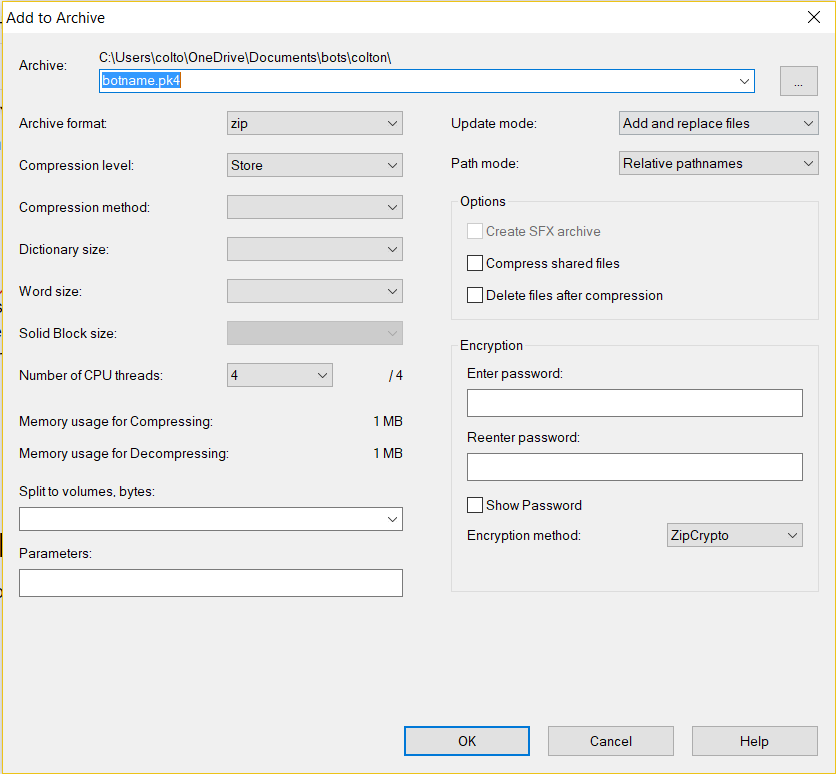 Add to Archive
Archive:
C:\Users\colto\OneDrive\Documents\bots\colton\
botname.pk4
...
Archive format:
zip
Update mode:
Add and replace files
Compression level:
Store
Path mode:
Relative pathnames
Compression method:
Options
Create SFX archive
Dictionary size:
Compress shared files
Word size:
Delete files after compression
Solid Block size:
Encryption
Number of CPU threads:
4
/ 4
Enter password:
Memory usage for Compressing:
1 MB
Reenter password:
Memory usage for Decompressing:
1 MB
Split to volumes, bytes:
Show Password
Encryption method:
ZipCrypto
Parameters:
OK
Cancel
Help